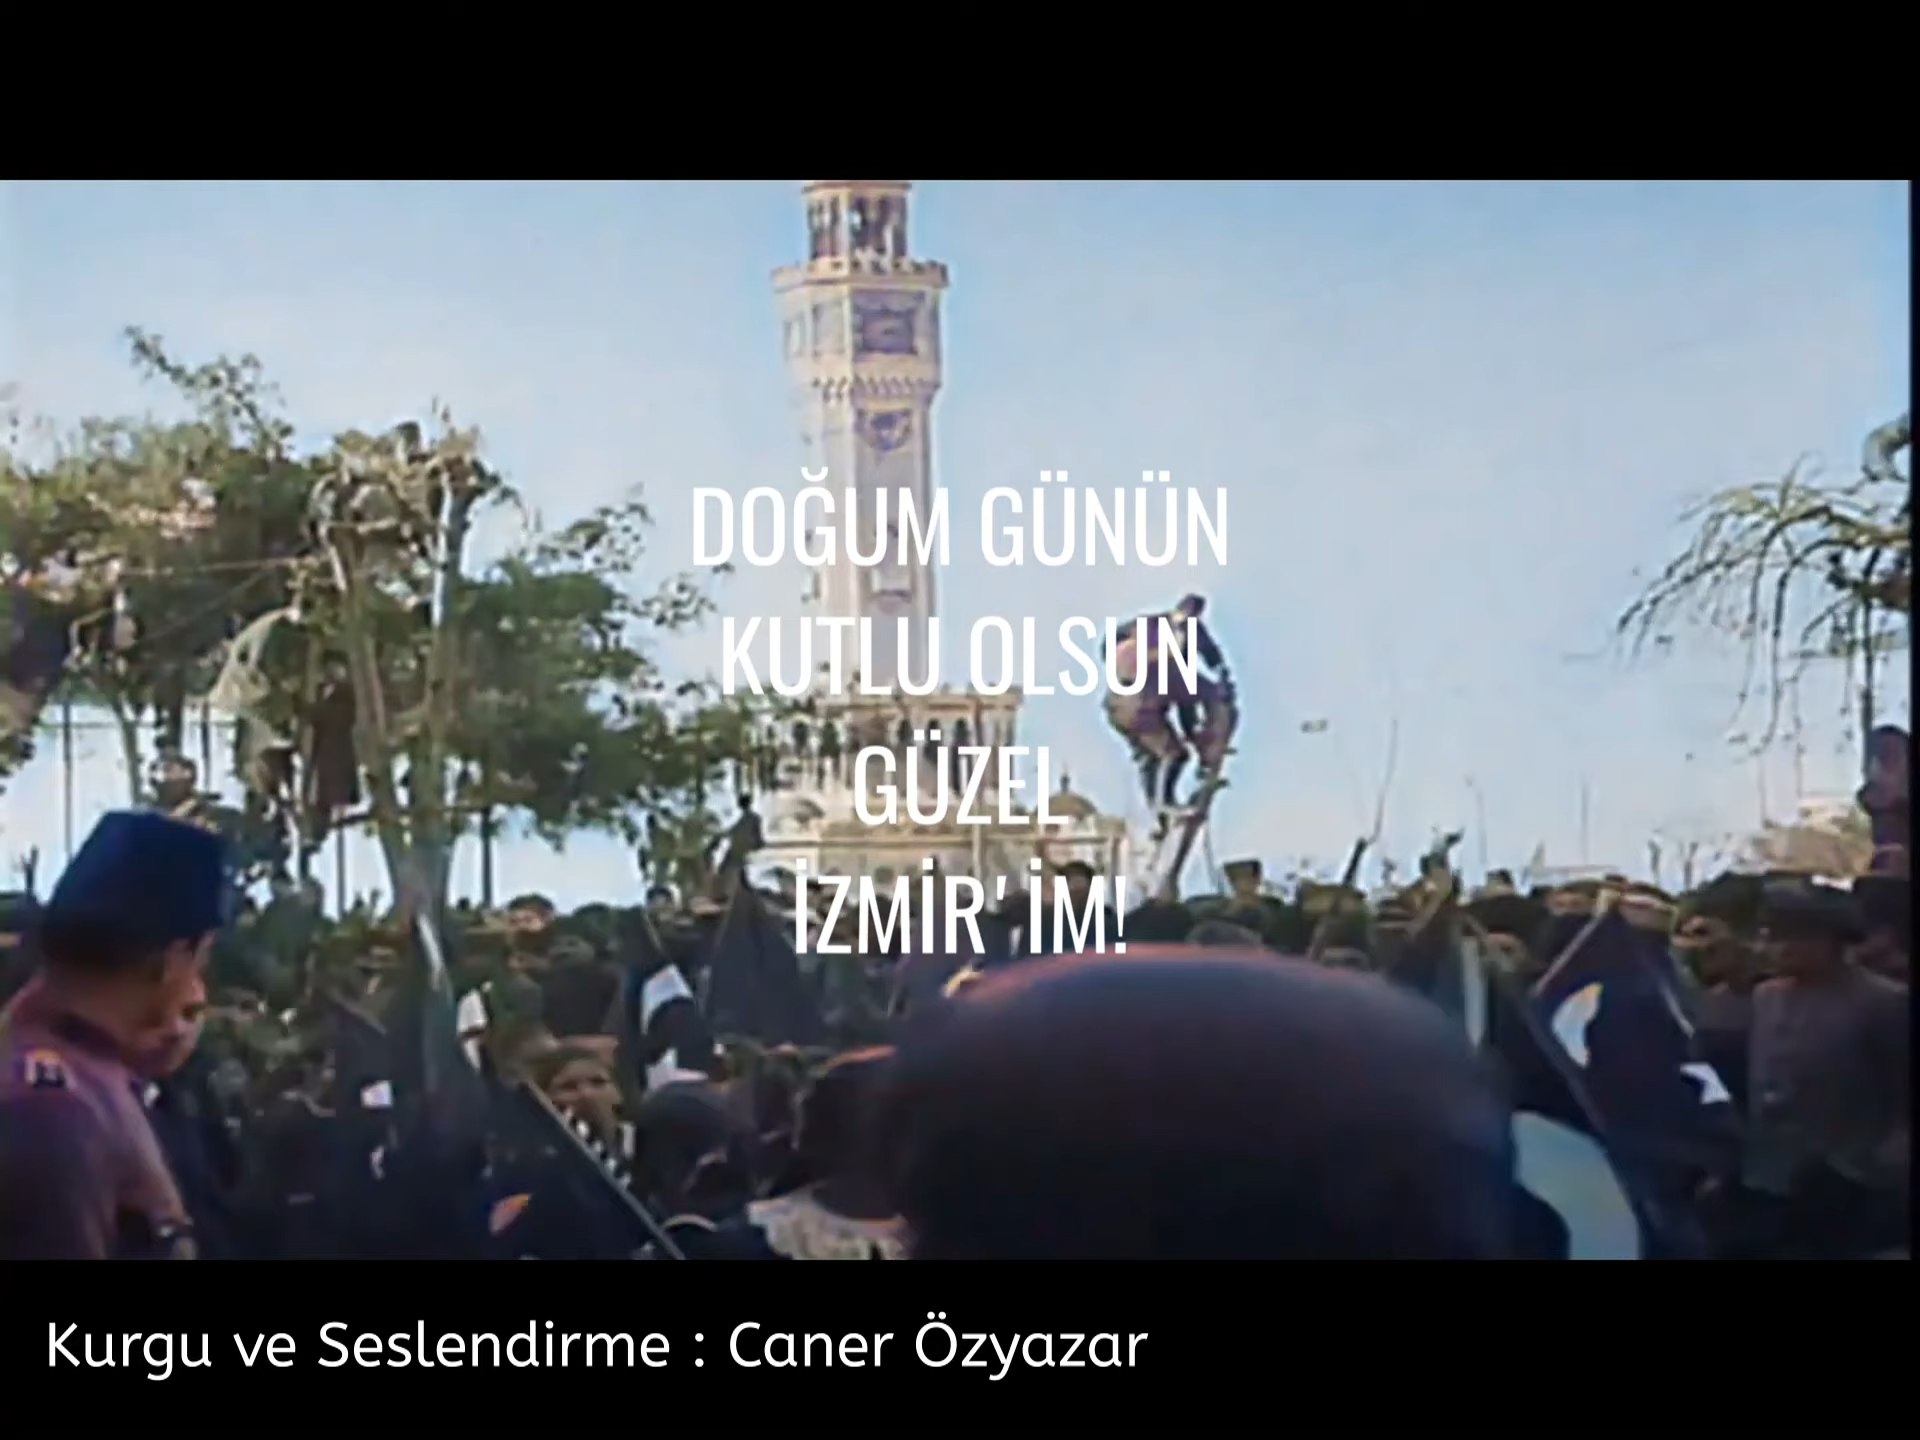 DOĞUM GÜNÜN
KUTLU OLSUN
GÜZEL
İZMİR' İM!
Kurgu ve Seslendirme : Caner Özyazar